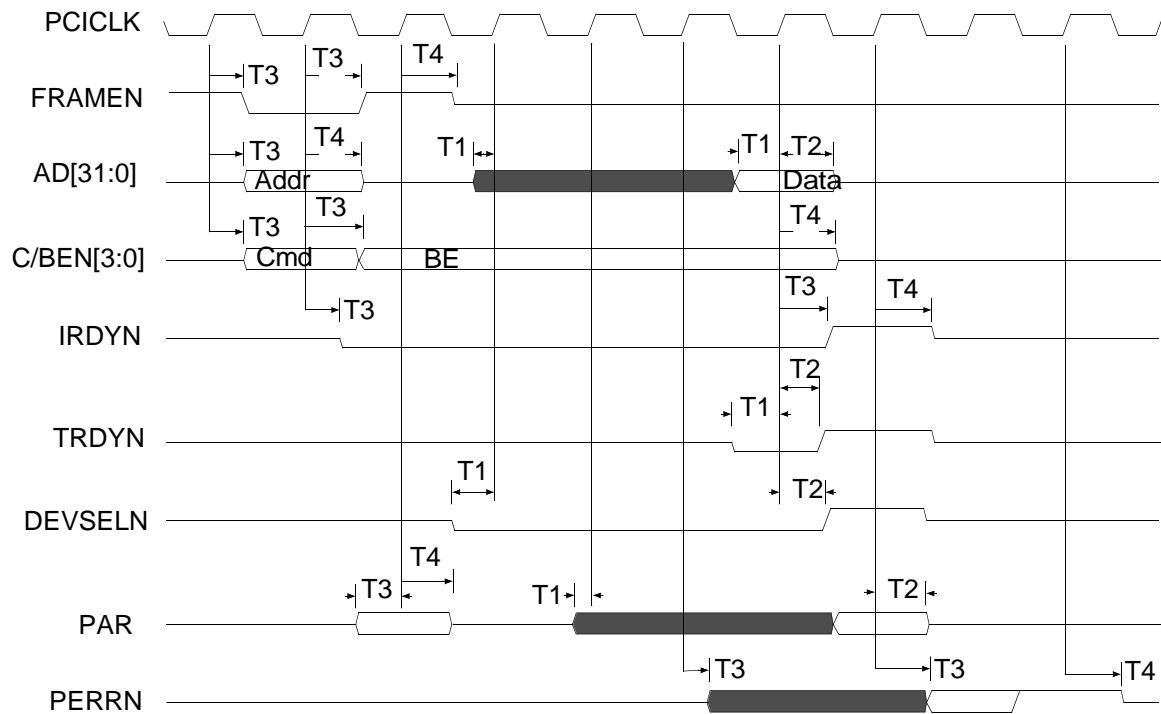 PCICLK
T3 T3 T4
FRAMEN
T3 T4 T1 T1 T2
AD[31:0] Addr Data
T3 T3 T4
C/BEN[3:0] Cmd BE
T3 T3 T4
IRDYN
T2
T1
TRDYN
T1 T2
DEVSELN
T4
T3 T1 T2
PAR
T3 T3 T4
PERRN